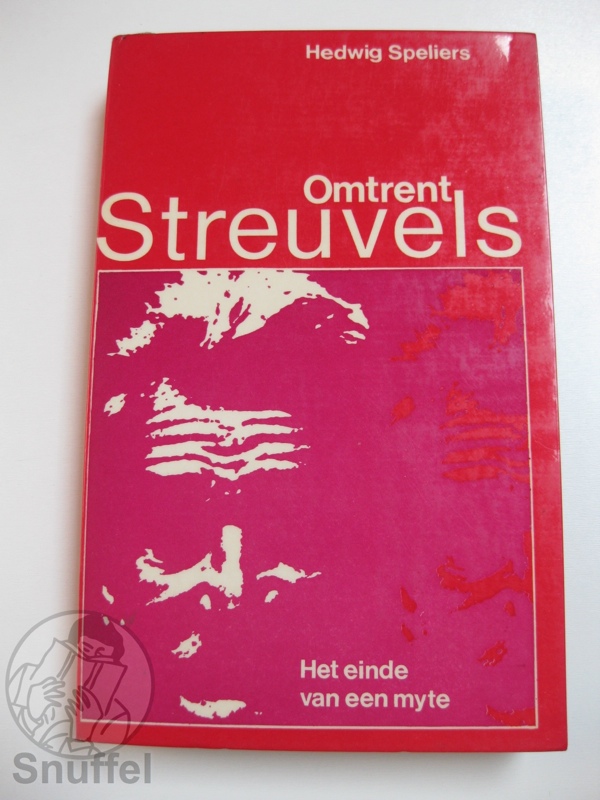 Hedwig Speliers
Omtrent
Streuvels
Het einde
van een myte
Snuffel